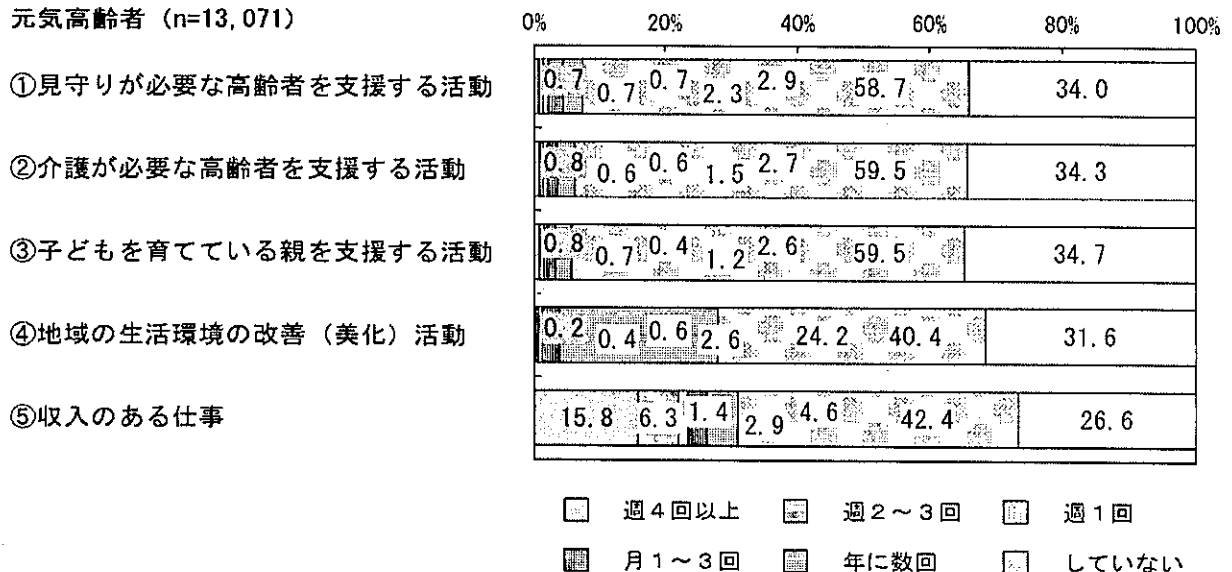 元気高齢者 (n=13,071)
0% 20% 40% 60% 80% 100%
①見守りが必要な高齢者を支援する活動 0.7 0.7 0.7 2.3 2.9 58.7 34.0
②介護が必要な高齢者を支援する活動 0.8 0.6 0.6 1.5 2.7 59.5 34.3
③子どもを育てている親を支援する活動 0.8 0.7 0.4 1.2 2.6 59.5 34.7
④地域の生活環境の改善（美化）活動 0.2 0.4 0.6 2.6 24.2 40.4 31.6
⑤収入のある仕事 15.8 6.3 1.4 2.9 4.6 42.4 26.6
週４回以上 週２～３回 週１回
月１～３回 年に数回 していない